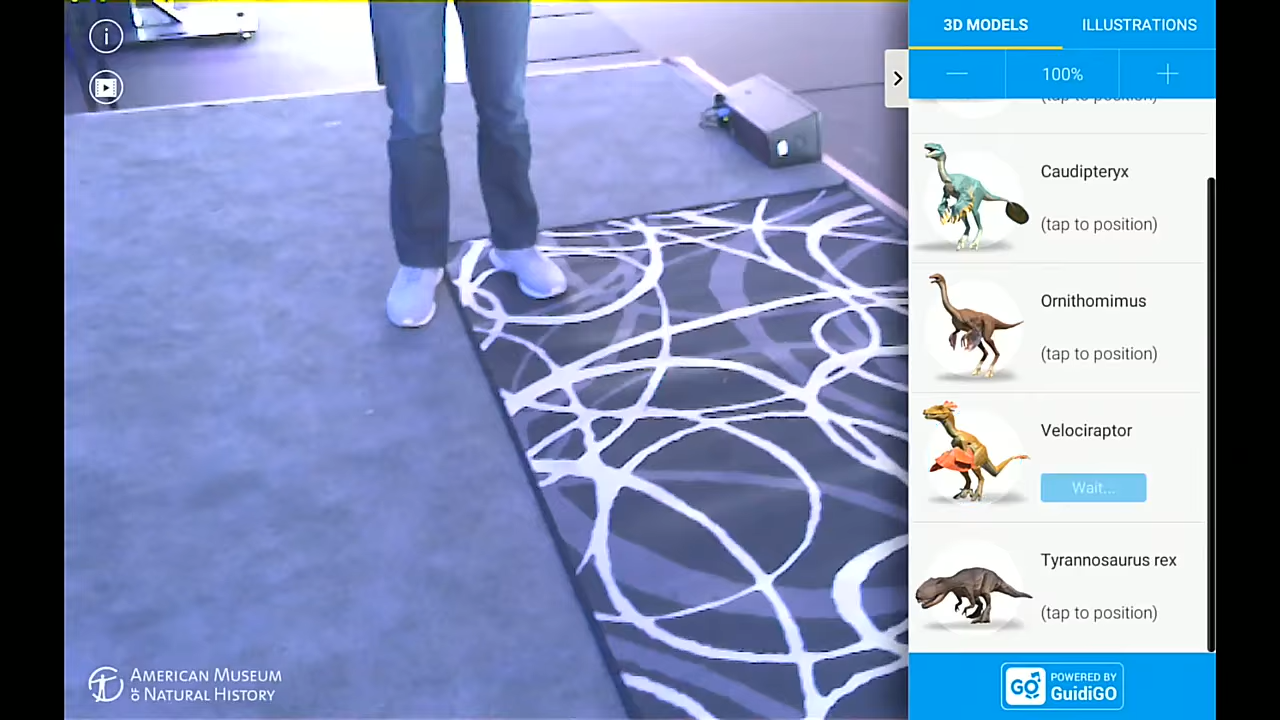 3D MODELS
ILLUSTRATIONS
100%
(tap to position)
Caudipteryx
(tap to position)
Ornithomimus
(tap to position)
Velociraptor
Wait...
Tyrannosaurus rex
(tap to position)
AMERICAN MUSEUM
OF NATURAL HISTORY
GO
POWERED BY
GuidiGO